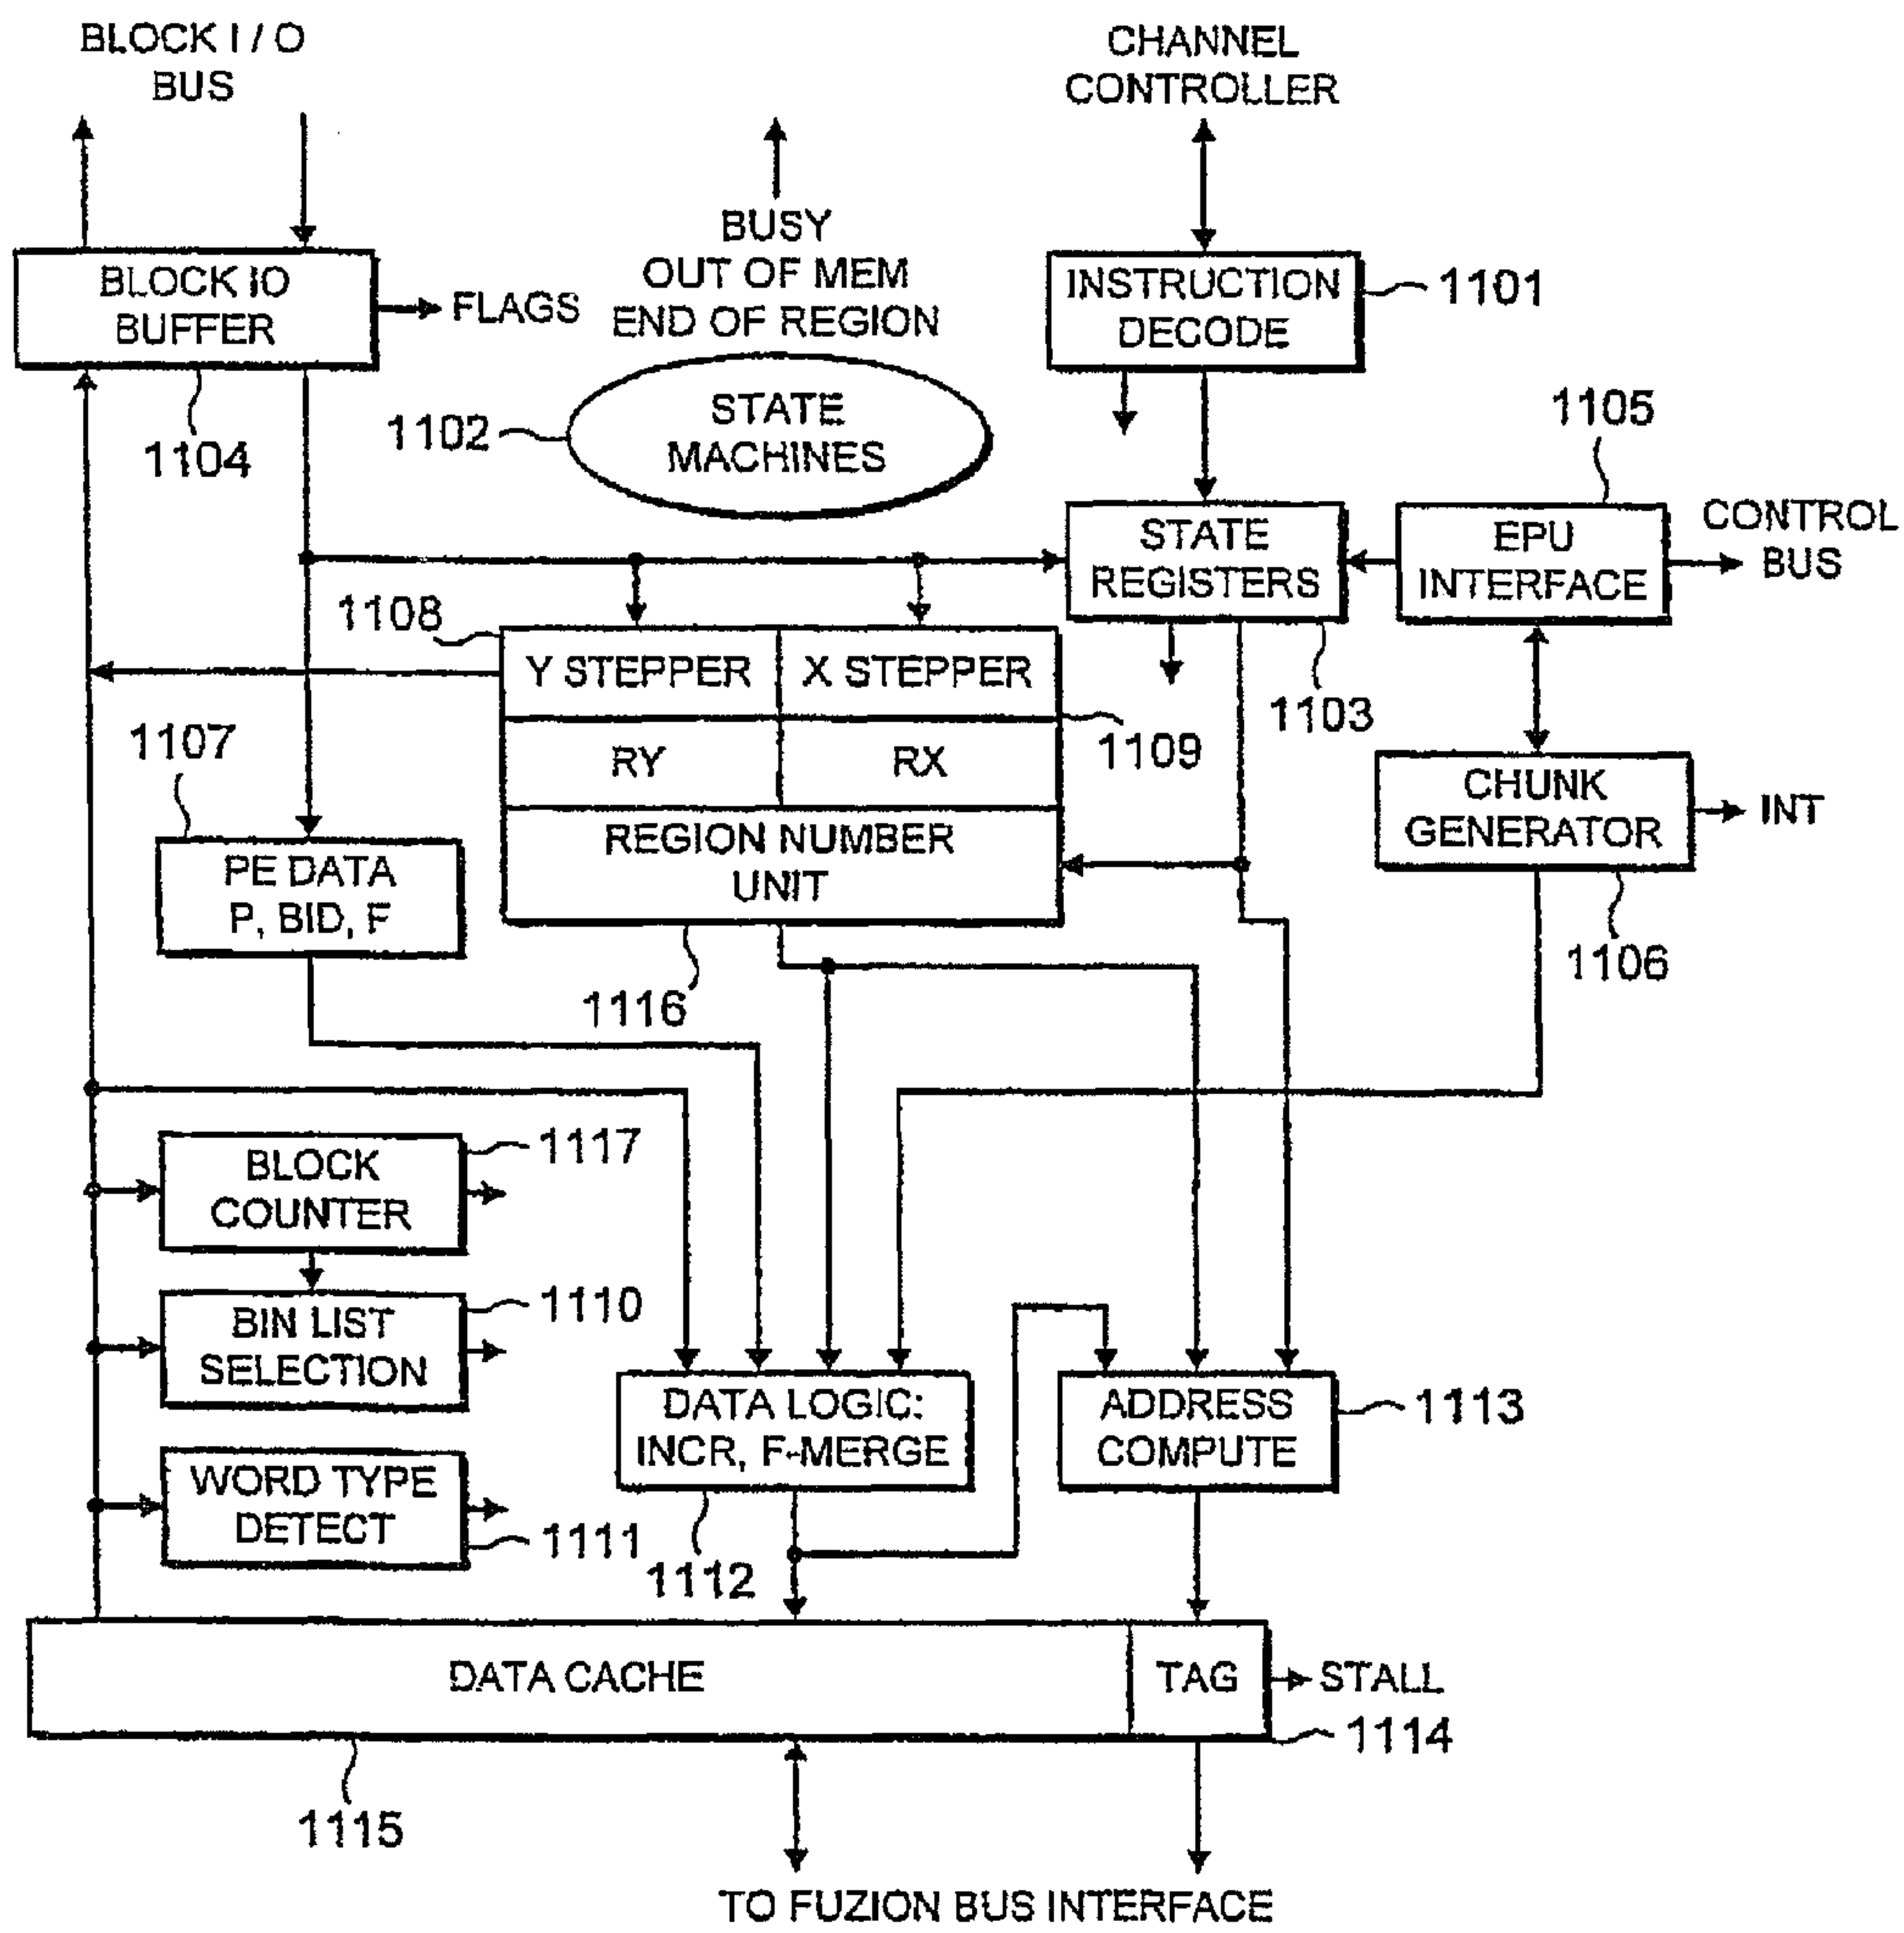 BLOCK I / O
BUS
CHANNEL
CONTROLLER
BUSY
OUT OF MEM
END OF REGION
BLOCK IO
BUFFER
FLAGS
INSTRUCTION
DECODE
1101
1104
1102
STATE
MACHINES
1105
STATE
REGISTERS
EPU
INTERFACE
CONTROL
BUS
1108
Y STEPPER
X STEPPER
1103
1109
RY
RX
1107
CHUNK
GENERATOR
INT
REGION NUMBER
UNIT
PE DATA
P, BID, F
1106
1116
BLOCK
COUNTER
1117
BIN LIST
SELECTION
1110
DATA LOGIC:
INCR, F-MERGE
ADDRESS
COMPUTE
1113
WORD TYPE
DETECT
1111
1112
DATA CACHE
TAG
STALL
1114
1115
TO FUZION BUS INTERFACE